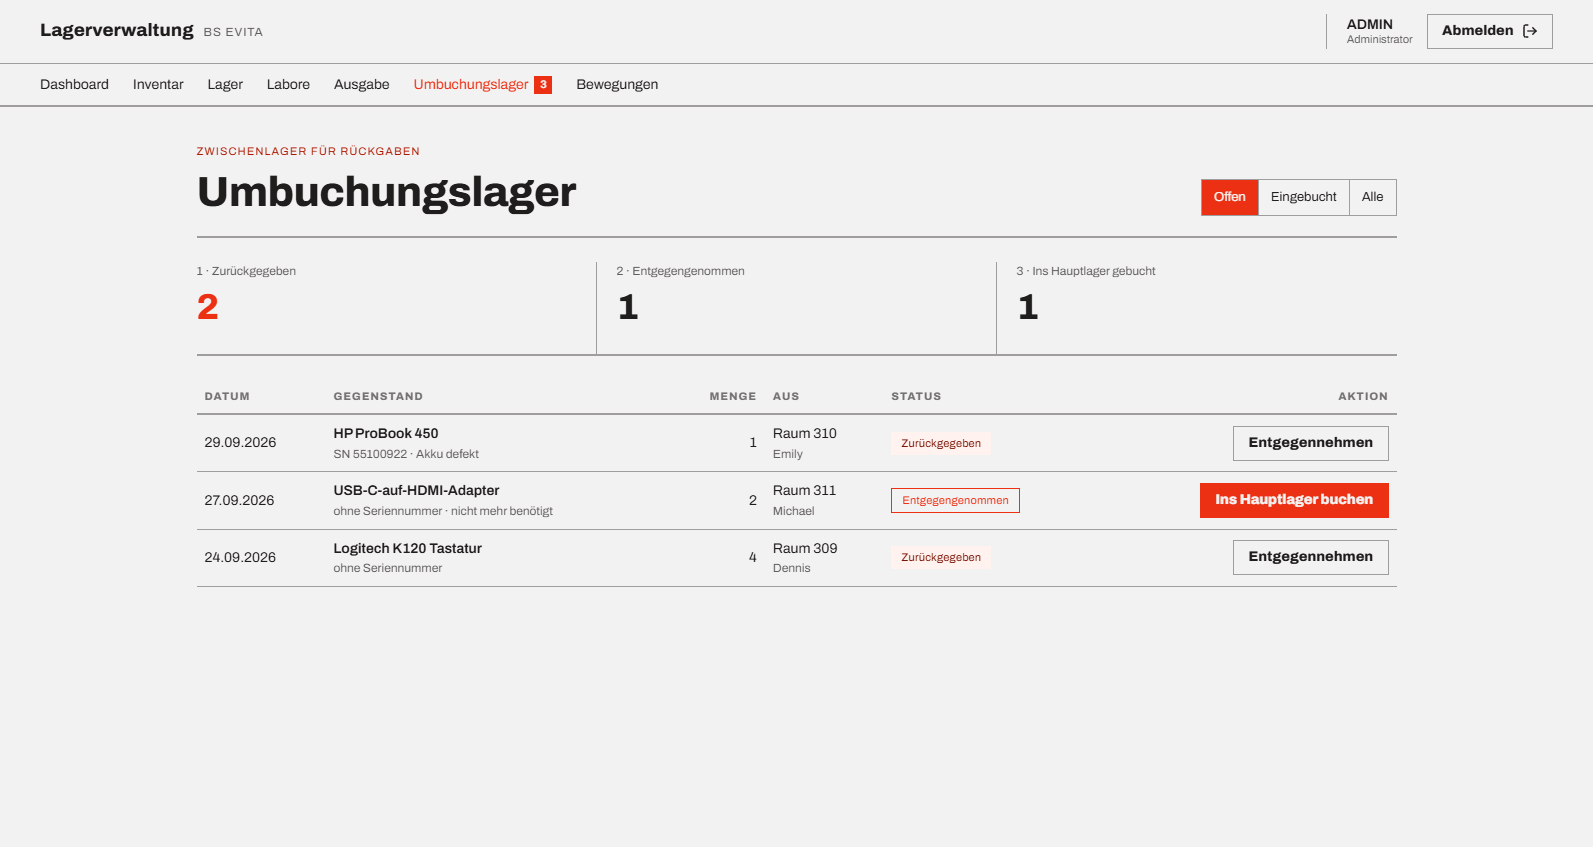 Lagerverwaltung BS EVITA
ADMIN
Administrator
Abmelden
Dashboard Inventar Lager Labore Ausgabe Umbuchungslager 3 Bewegungen
ZWISCHENLAGER FÜR RÜCKGABEN
Umbuchungslager
Offen Eingebucht Alle
1 · Zurückgegeben
2
2 · Entgegengenommen
1
3 · Ins Hauptlager gebucht
1
DATUM GEGENSTAND MENGE AUS STATUS AKTION
29.09.2026 HP ProBook 450 1 Raum 310 Zurückgegeben Entgegennehmen
SN 55100922 · Akku defekt Emily
27.09.2026 USB-C-auf-HDMI-Adapter 2 Raum 311 Entgegengenommen Ins Hauptlager buchen
ohne Seriennummer · nicht mehr benötigt Michael
24.09.2026 Logitech K120 Tastatur 4 Raum 309 Zurückgegeben Entgegennehmen
ohne Seriennummer Dennis